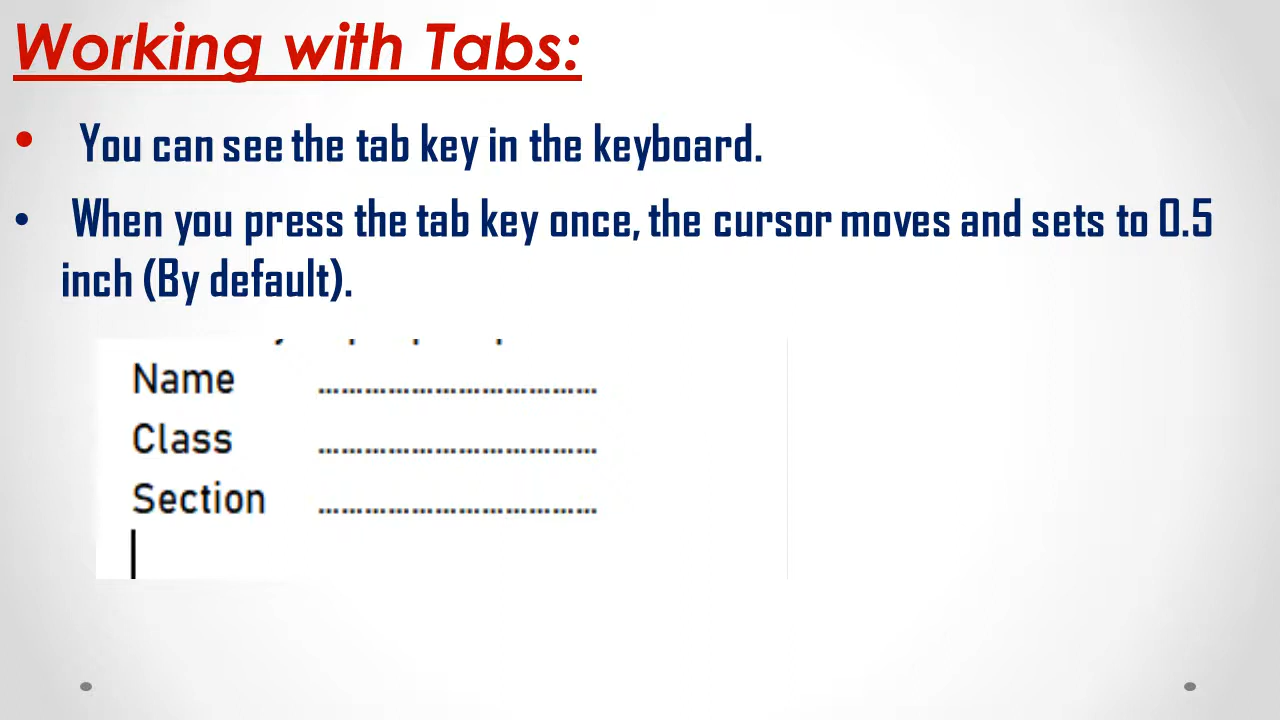 Working with Tabs:
• You can see the tab key in the keyboard.
• When you press the tab key once, the cursor moves and sets to 0.5
inch (By default).
Name ....................................
Class ....................................
Section ....................................